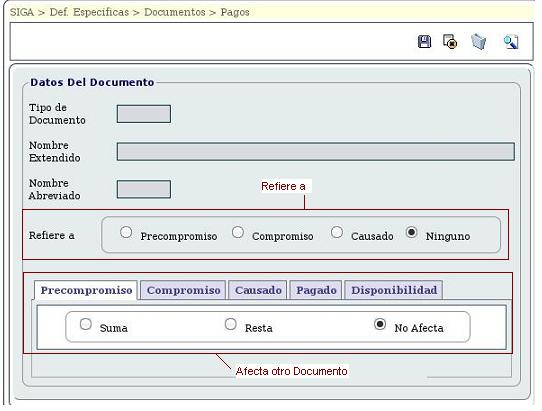 SIGA > Def. Especificas > Documentos > Pagos
Datos Del Documento
Tipo de
Documento
Nombre
Extendido
Nombre
Abreviado
Refiere a
Refiere a
Precompromiso
Compromiso
Causado
Ninguno
Precompromiso
Compromiso
Causado
Pagado
Disponibilidad
Suma
Resta
No Afecta
Afecta otro Documento